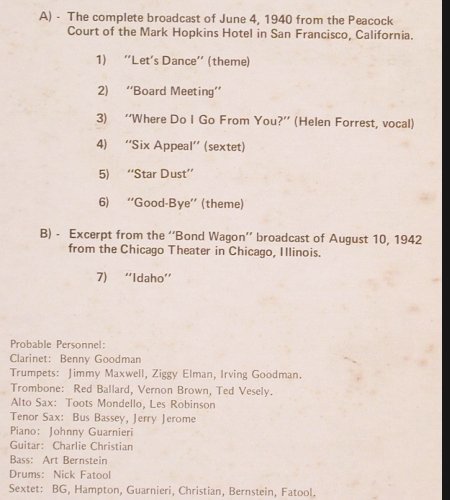 A) - The complete broadcast of June 4, 1940 from the Peacock
Court of the Mark Hopkins Hotel in San Francisco, California.
1) "Let's Dance" (theme)
2) "Board Meeting"
3) "Where Do I Go From You?" (Helen Forrest, vocal)
4) "Six Appeal" (sextet)
5) "Star Dust"
6) "Good-Bye" (theme)
B) - Excerpt from the "Bond Wagon" broadcast of August 10, 1942
from the Chicago Theater in Chicago, Illinois.
7) "Idaho"
Probable Personnel:
Clarinet: Benny Goodman
Trumpets: Jimmy Maxwell, Ziggy Elman, Irving Goodman.
Trombone: Red Ballard, Vernon Brown, Ted Vesely.
Alto Sax: Toots Mondello, Les Robinson
Tenor Sax: Bus Bassey, Jerry Jerome
Piano: Johnny Guarnieri
Guitar: Charlie Christian
Bass: Art Bernstein
Drums: Nick Fatool
Sextet: BG, Hampton, Guarnieri, Christian, Bernstein, Fatool.